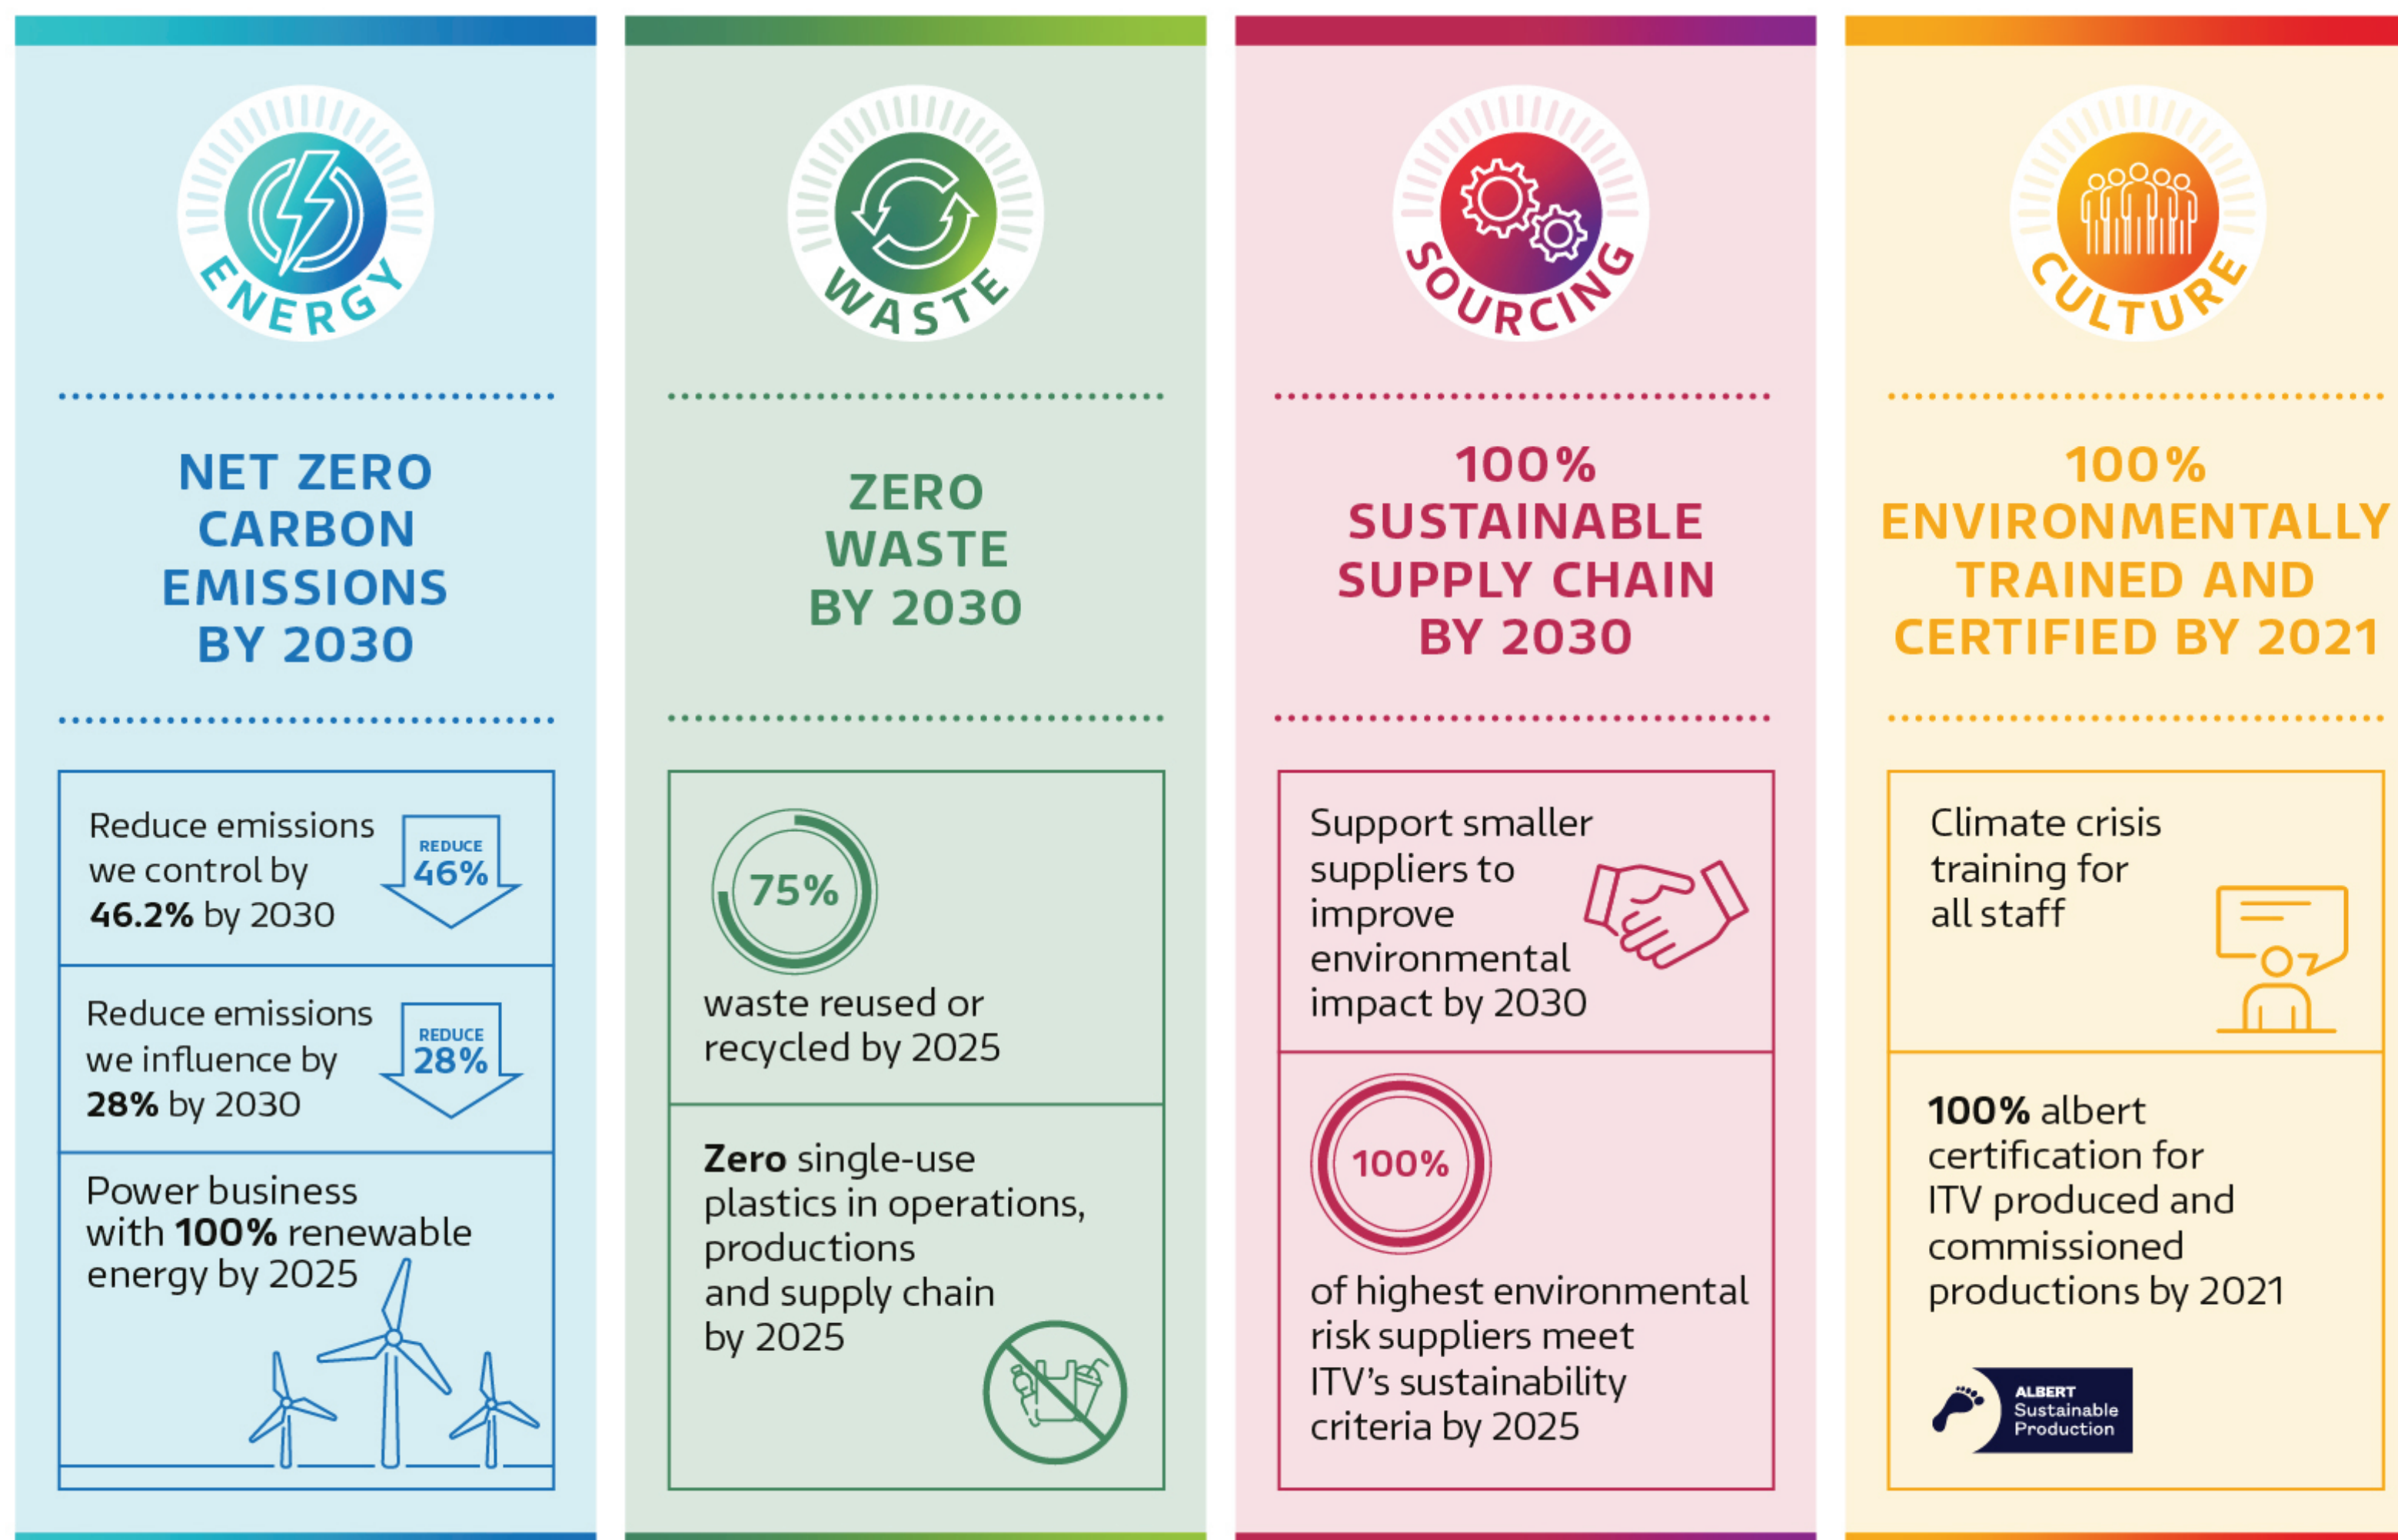 ENERGY
NET ZERO
CARBON
EMISSIONS
BY 2030
Reduce emissions
we control by
46.2% by 2030
REDUCE
46%
Reduce emissions
we influence by
28% by 2030
REDUCE
28%
Power business
with 100% renewable
energy by 2025
WASTE
ZERO
WASTE
BY 2030
75%
waste reused or
recycled by 2025
Zero single-use
plastics in operations,
productions
and supply chain
by 2025
SOURCING
100%
SUSTAINABLE
SUPPLY CHAIN
BY 2030
Support smaller
suppliers to
improve
environmental
impact by 2030
100%
of highest environmental
risk suppliers meet
ITV's sustainability
criteria by 2025
CULTURE
100%
ENVIRONMENTALLY
TRAINED AND
CERTIFIED BY 2021
Climate crisis
training for
all staff
100% albert
certification for
ITV produced and
commissioned
productions by 2021
ALBERT
Sustainable
Production